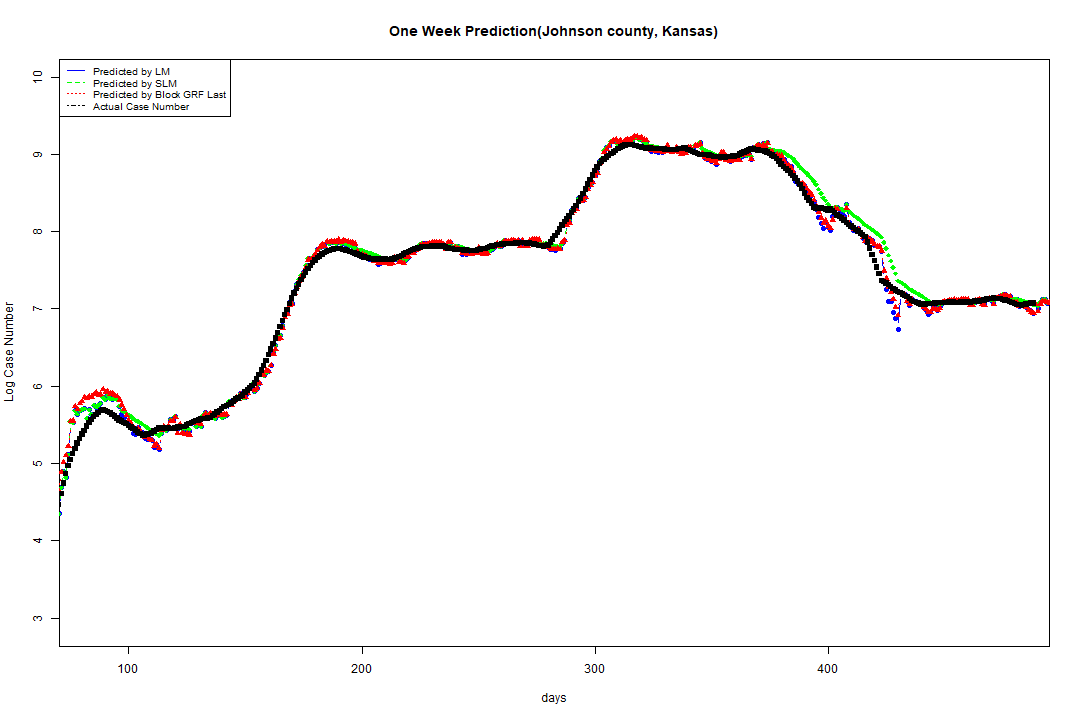 One Week Prediction(Johnson county, Kansas)
Predicted by LM
Predicted by SLM
Predicted by Block GRF Last
Actual Case Number
10
9
8
7
6
5
4
3
Log Case Number
100 200 300 400
days